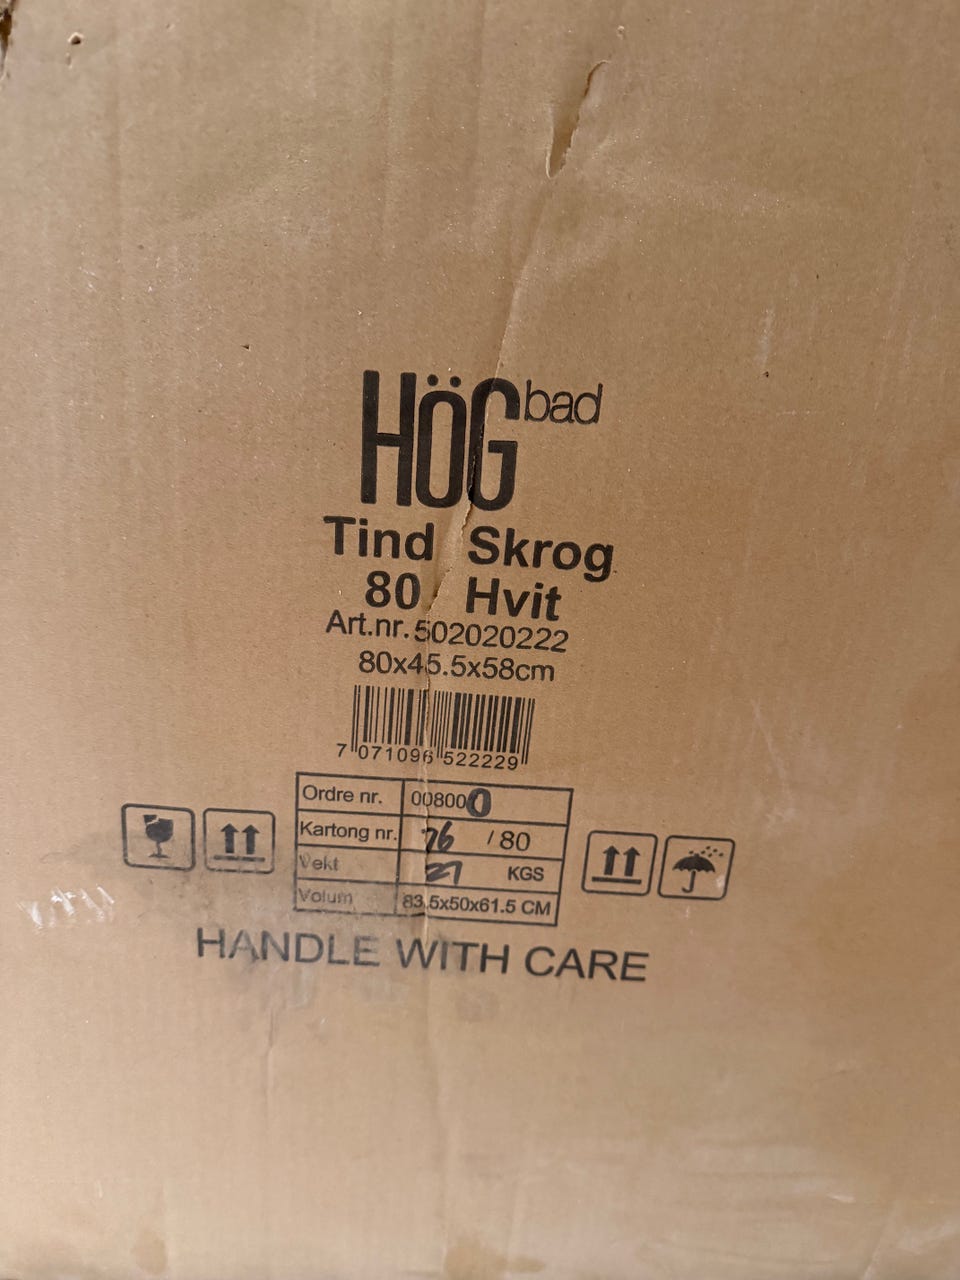 HÖG bad
Tind Skrog
80 Hvit
Art.nr. 502020222
80x45.5x58cm
7 071096 522229
Ordre nr. 008000
Kartong nr. 76 / 80
Vekt 27 KGS
Volum 83.5x50x61.5 CM
HANDLE WITH CARE